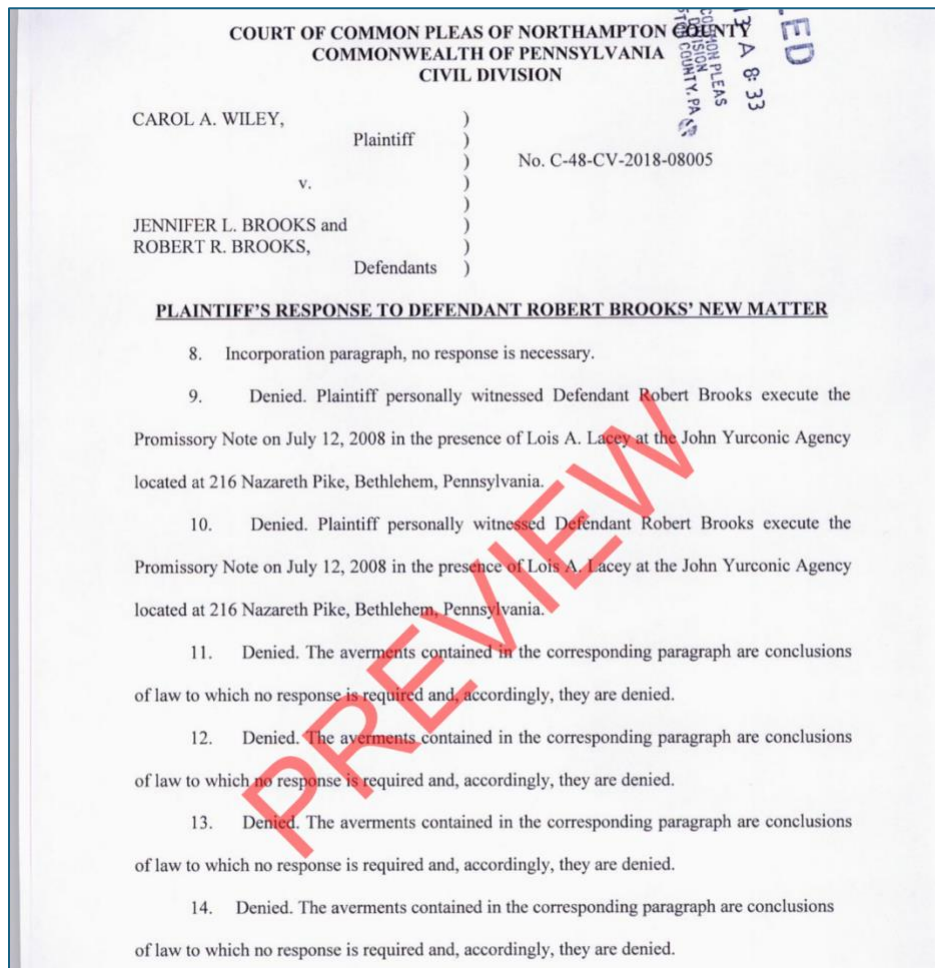 COURT OF COMMON PLEAS OF NORTHAMPTON COUNTY
COMMONWEALTH OF PENNSYLVANIA
CIVIL DIVISION
LED
13 A 8:33
COMMON PLEAS
DIVISION
COUNTY, PA
CAROL A. WILEY, )
Plaintiff )
) No. C-48-CV-2018-08005
v. )
)
JENNIFER L. BROOKS and )
ROBERT R. BROOKS, )
Defendants )
PLAINTIFF'S RESPONSE TO DEFENDANT ROBERT BROOKS' NEW MATTER
8. Incorporation paragraph, no response is necessary.
9. Denied. Plaintiff personally witnessed Defendant Robert Brooks execute the
Promissory Note on July 12, 2008 in the presence of Lois A. Lacey at the John Yurconic Agency
located at 216 Nazareth Pike, Bethlehem, Pennsylvania.
10. Denied. Plaintiff personally witnessed Defendant Robert Brooks execute the
Promissory Note on July 12, 2008 in the presence of Lois A. Lacey at the John Yurconic Agency
located at 216 Nazareth Pike, Bethlehem, Pennsylvania.
11. Denied. The averments contained in the corresponding paragraph are conclusions
of law to which no response is required and, accordingly, they are denied.
12. Denied. The averments contained in the corresponding paragraph are conclusions
of law to which no response is required and, accordingly, they are denied.
13. Denied. The averments contained in the corresponding paragraph are conclusions
of law to which no response is required and, accordingly, they are denied.
14. Denied. The averments contained in the corresponding paragraph are conclusions
of law to which no response is required and, accordingly, they are denied.
PREVIEW